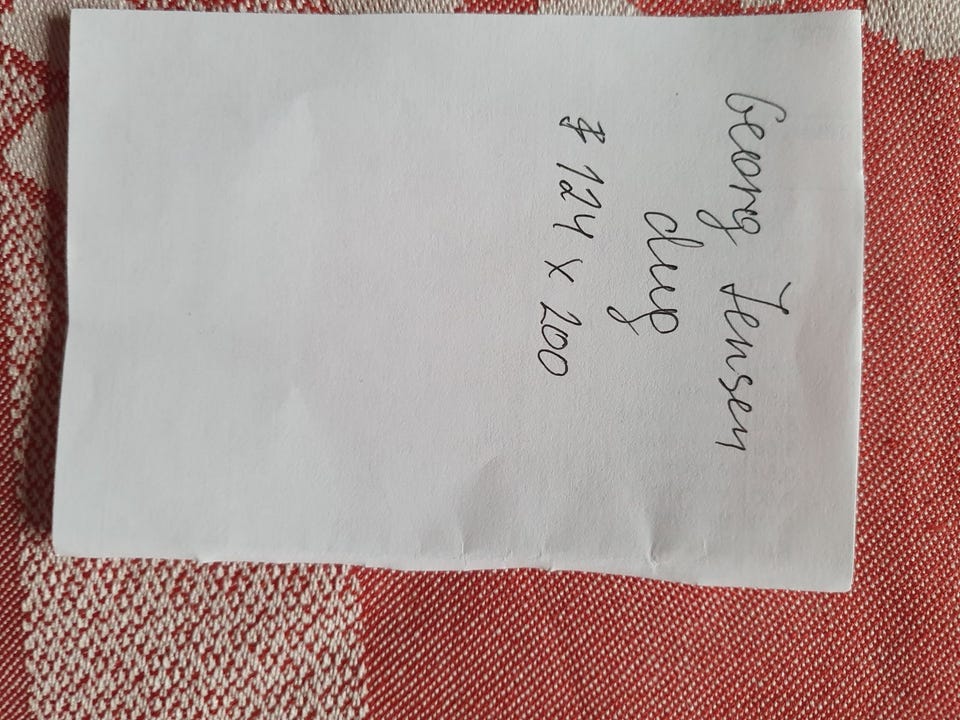 Georg Jensen
dug
$ 124 x 200